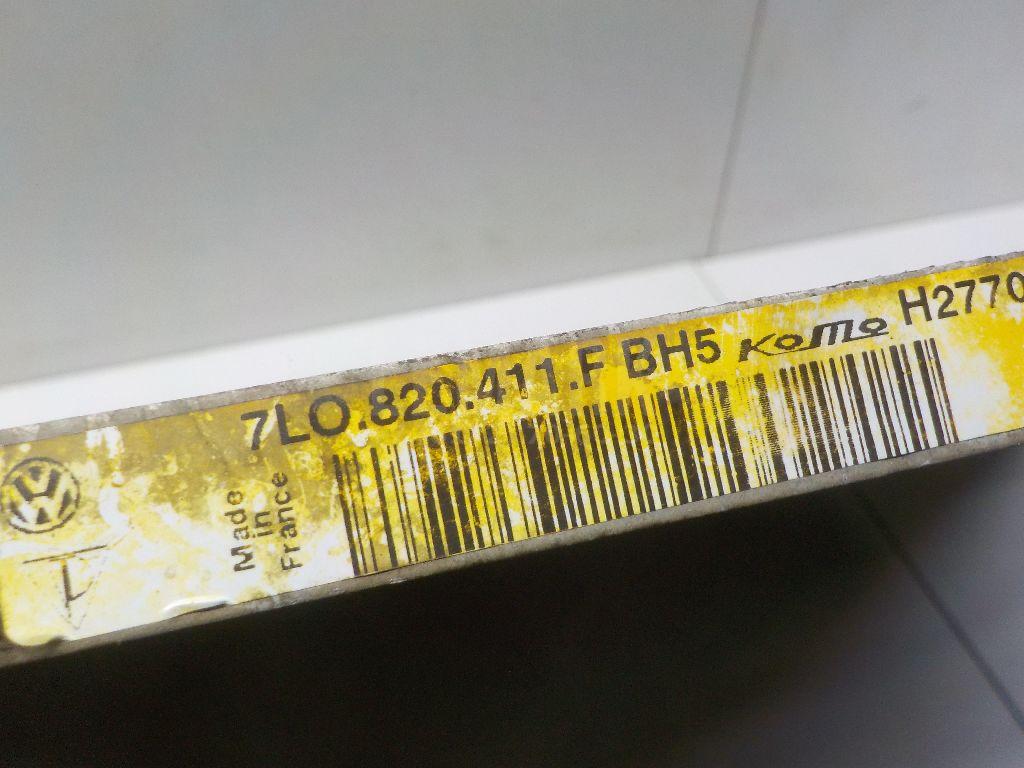 7LO.820.411.F BH5 KOMO H2770
Made
in
France